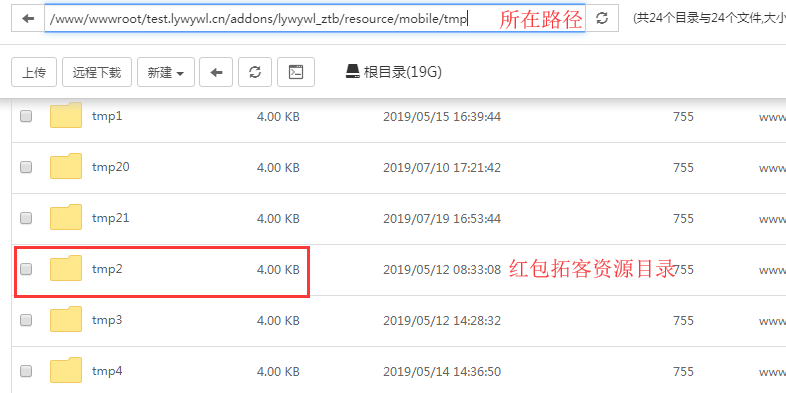 /www/wwwroot/test.lywywl.cn/addons/lywywl_ztb/resource/mobile/tmp 所在路径 (共24个目录与24个文件,大小
上传 远程下载 新建 根目录(19G)
tmp1 4.00 KB 2019/05/15 16:39:44 755 www
tmp20 4.00 KB 2019/07/10 17:21:42 755 www
tmp21 4.00 KB 2019/07/19 16:53:44 755 www
tmp2 4.00 KB 2019/05/12 08:33:08 红包拓客资源目录 755 www
tmp3 4.00 KB 2019/05/12 14:28:32 755 www
tmp4 4.00 KB 2019/05/14 14:36:50 755 www